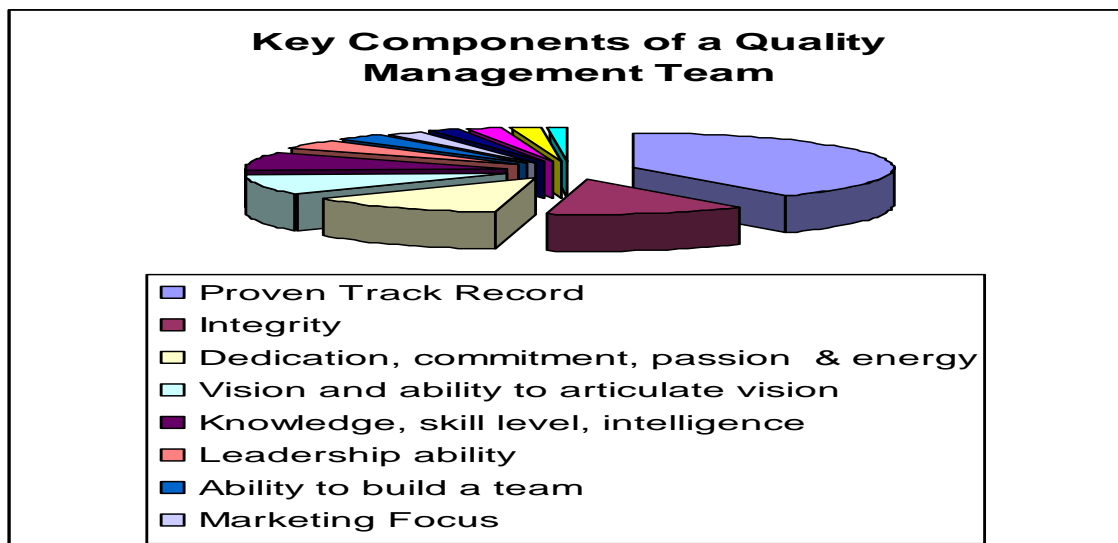 Key Components of a Quality
Management Team
Proven Track Record
Integrity
Dedication, commitment, passion & energy
Vision and ability to articulate vision
Knowledge, skill level, intelligence
Leadership ability
Ability to build a team
Marketing Focus